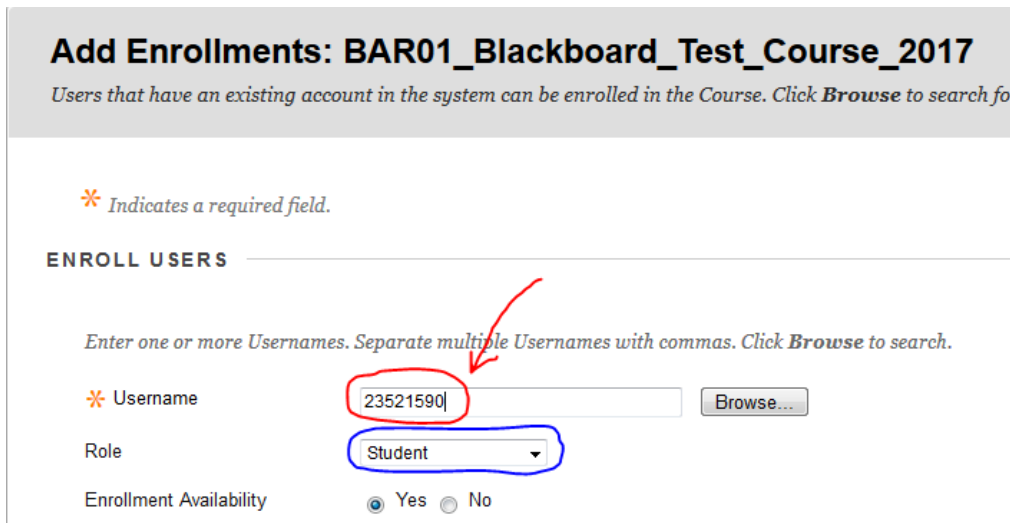 Add Enrollments: BAR01_Blackboard_Test_Course_2017
Users that have an existing account in the system can be enrolled in the Course. Click Browse to search fo
* Indicates a required field.
ENROLL USERS
Enter one or more Usernames. Separate multiple Usernames with commas. Click Browse to search.
* Username 23521590 Browse...
Role Student
Enrollment Availability Yes No